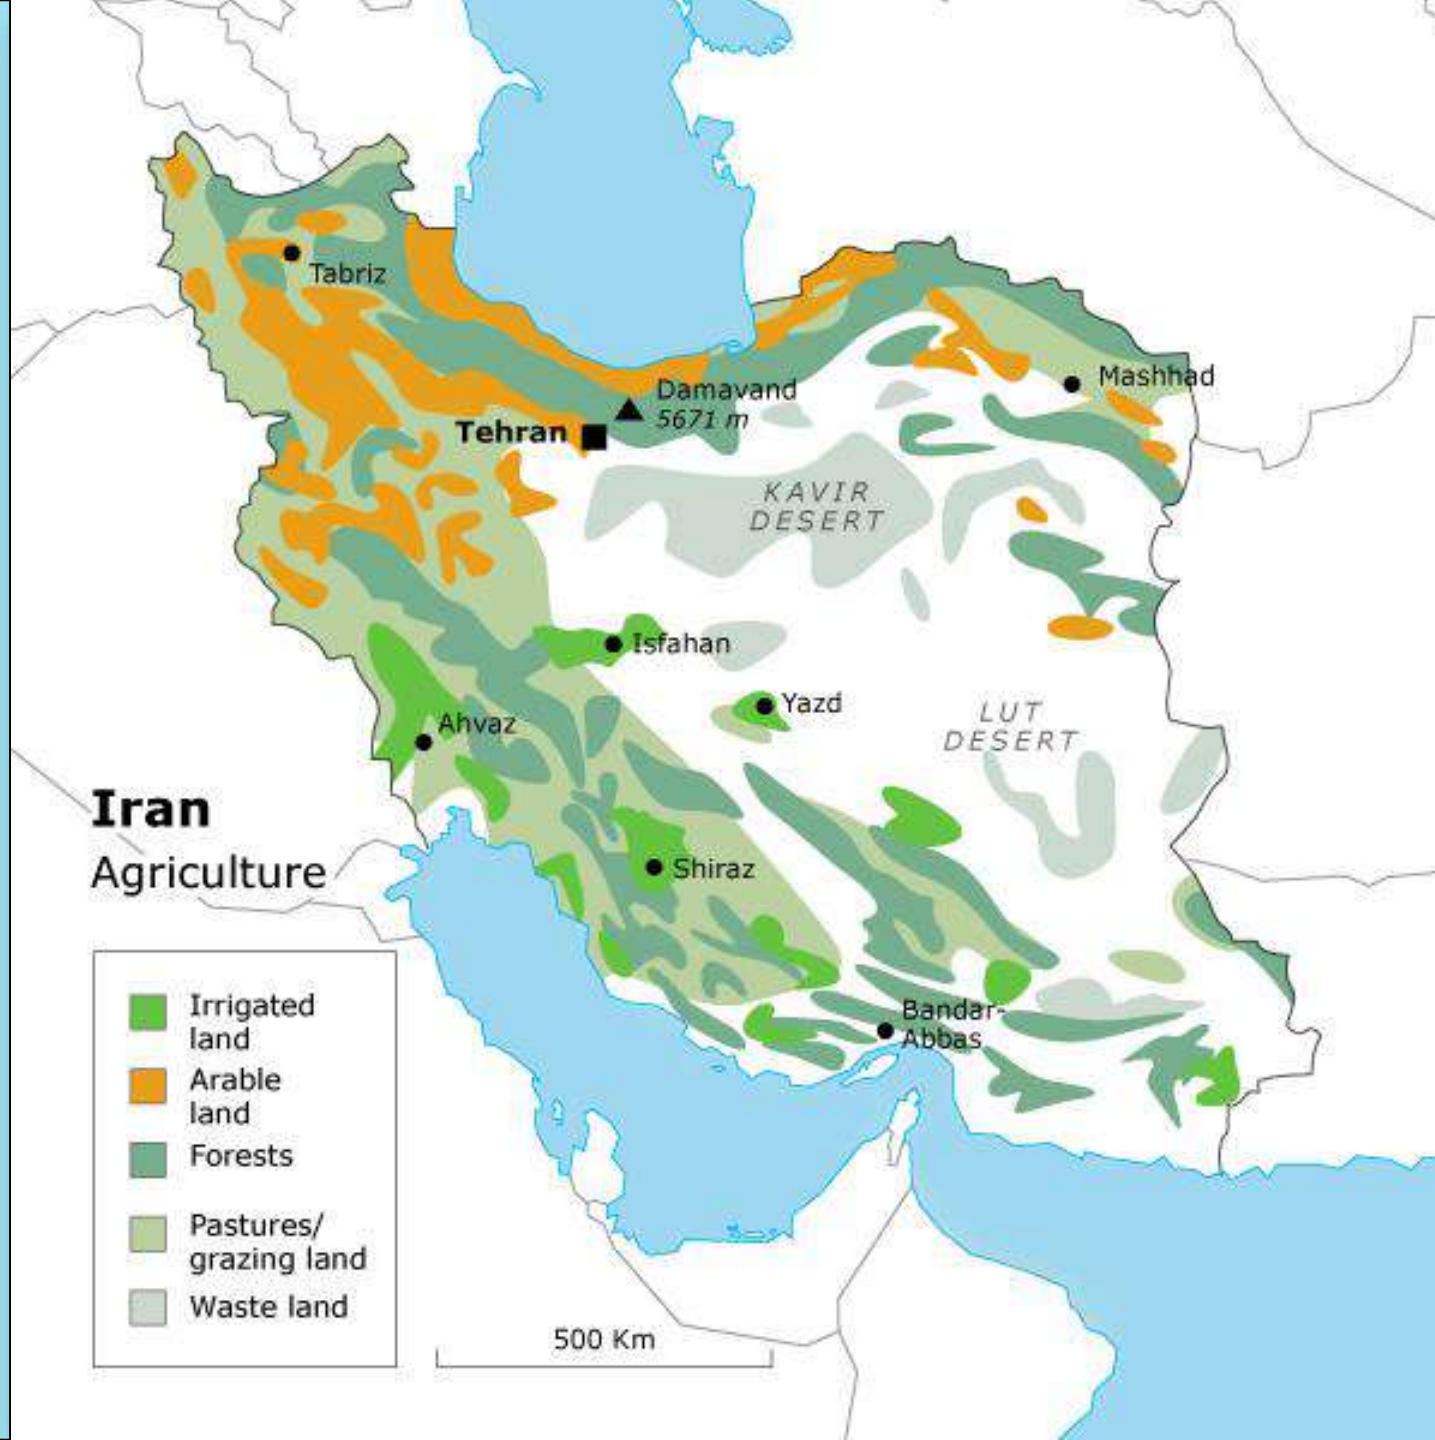 Tabriz
Mashhad
Damavand
5671 m
Tehran
KAVIR
DESERT
Isfahan
Yazd
LUT
DESERT
Ahvaz
Shiraz
Bandar-
Abbas
Iran
Agriculture
Irrigated
land
Arable
land
Forests
Pastures/
grazing land
Waste land
500 Km